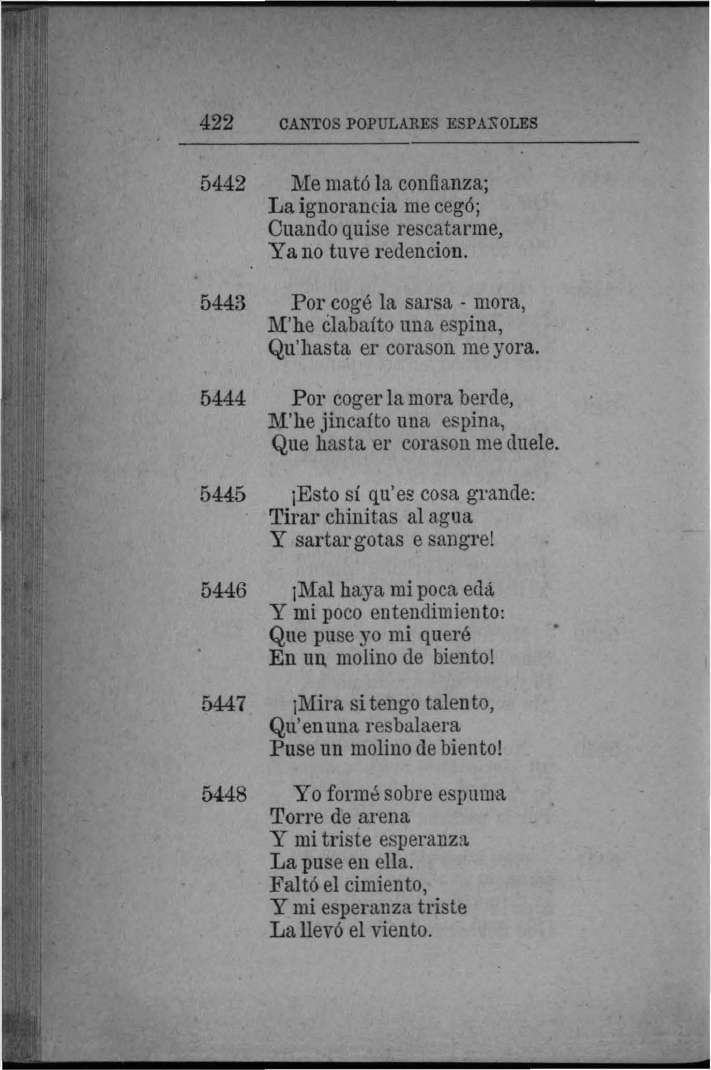 422 CANTOS POPULARES ESPAÑOLES
5442 Me mató la confianza;
La ignorancia me cegó;
Cuando quise rescatarme,
Ya no tuve redencion.
5443 Por cogé la sarsa - mora,
M'he clabaíto una espina,
Qu'hasta er corason me yora.
5444 Por coger la mora berde,
M'he jincaíto una espina,
Que hasta er corason me duele.
5445 ¡Esto sí qu'es cosa grande:
Tirar chinitas al agua
Y sartar gotas e sangre!
5446 ¡Mal haya mi poca edá
Y mi poco entendimiento:
Que puse yo mi queré
En un molino de biento!
5447 ¡Mira si tengo talento,
Qu'en una resbalaera
Puse un molino de biento!
5448 Yo formé sobre espuma
Torre de arena
Y mi triste esperanza
La puse en ella.
Faltó el cimiento,
Y mi esperanza triste
La llevó el viento.